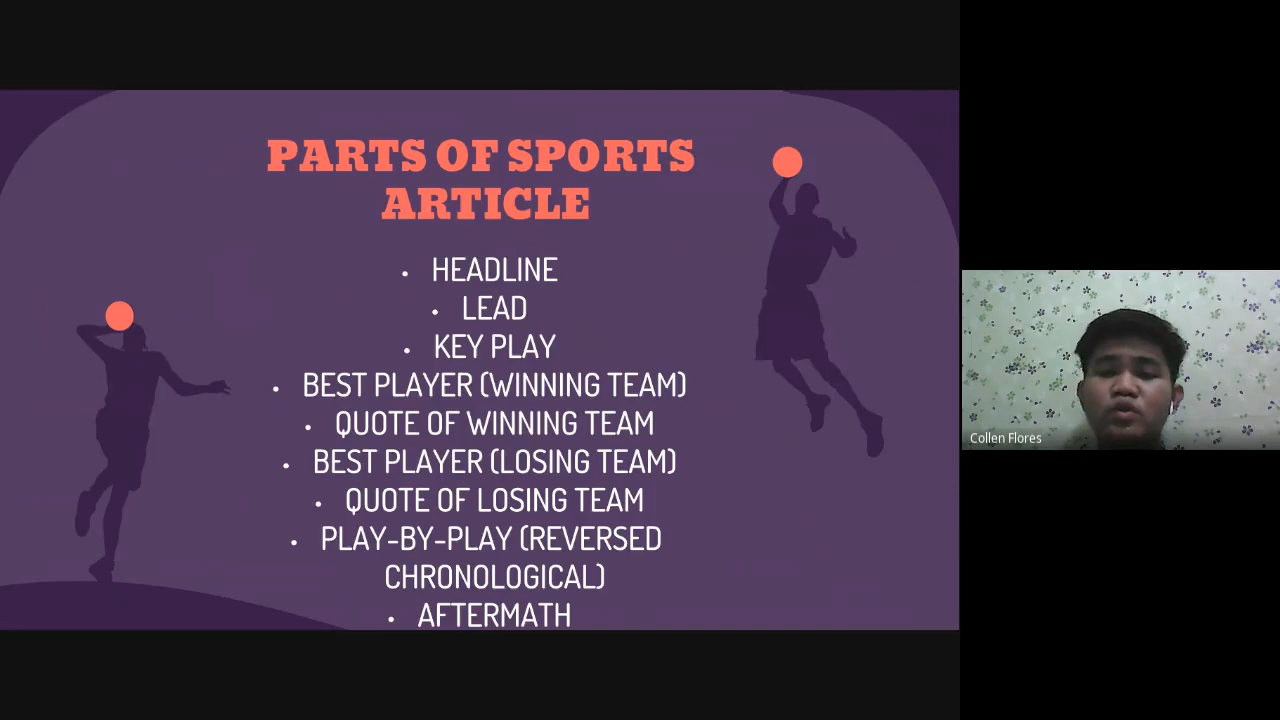 PARTS OF SPORTS
ARTICLE
• HEADLINE
• LEAD
• KEY PLAY
• BEST PLAYER (WINNING TEAM)
• QUOTE OF WINNING TEAM
• BEST PLAYER (LOSING TEAM)
• QUOTE OF LOSING TEAM
• PLAY-BY-PLAY (REVERSED
CHRONOLOGICAL)
• AFTERMATH
Collen Flores